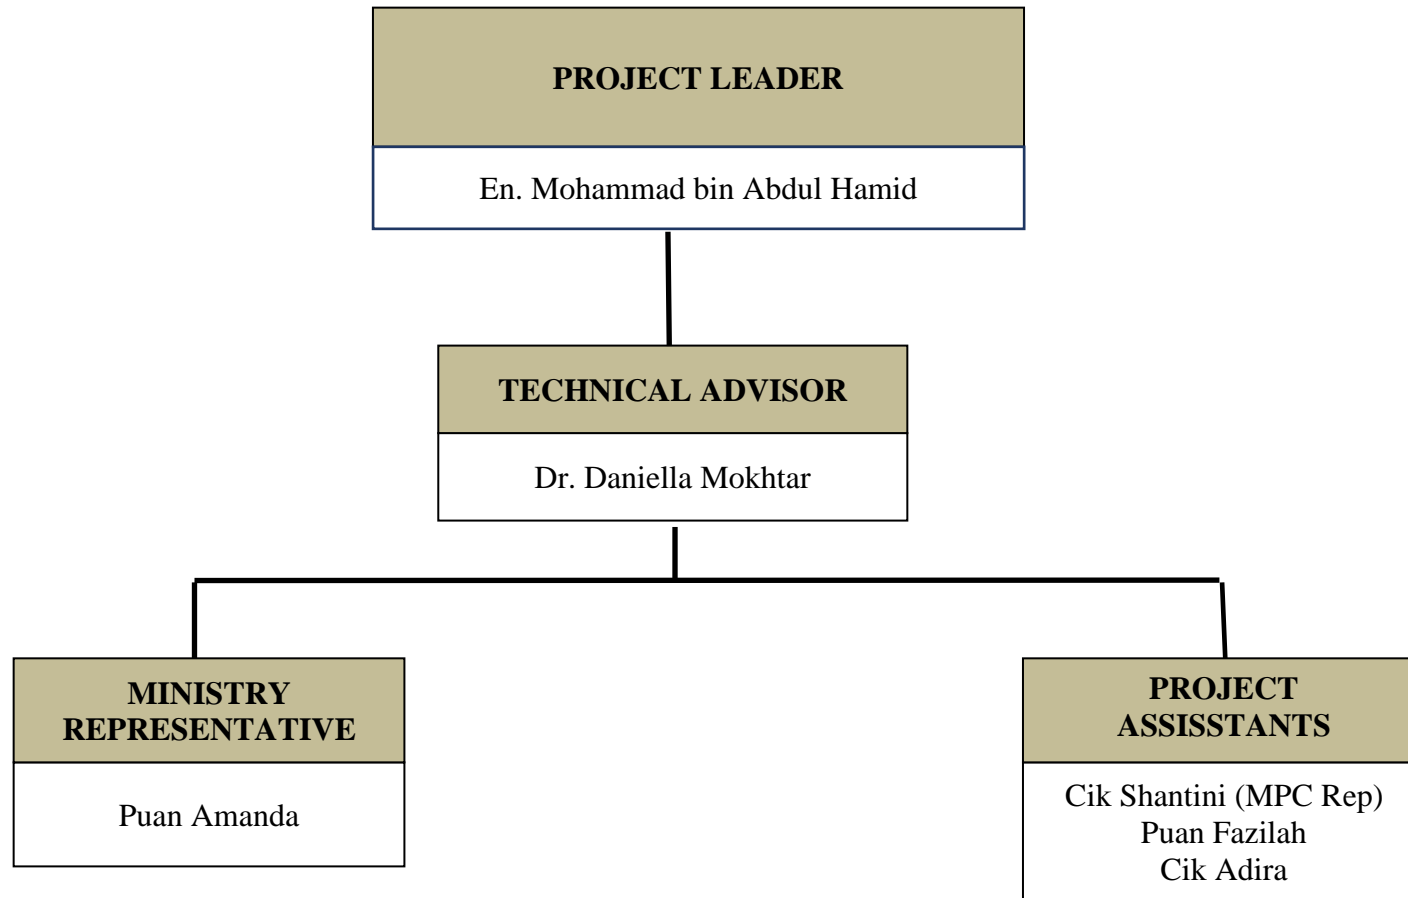 PROJECT LEADER
En. Mohammad bin Abdul Hamid
TECHNICAL ADVISOR
Dr. Daniella Mokhtar
MINISTRY
REPRESENTATIVE
Puan Amanda
PROJECT
ASSISSTANTS
Cik Shantini (MPC Rep)
Puan Fazilah
Cik Adira